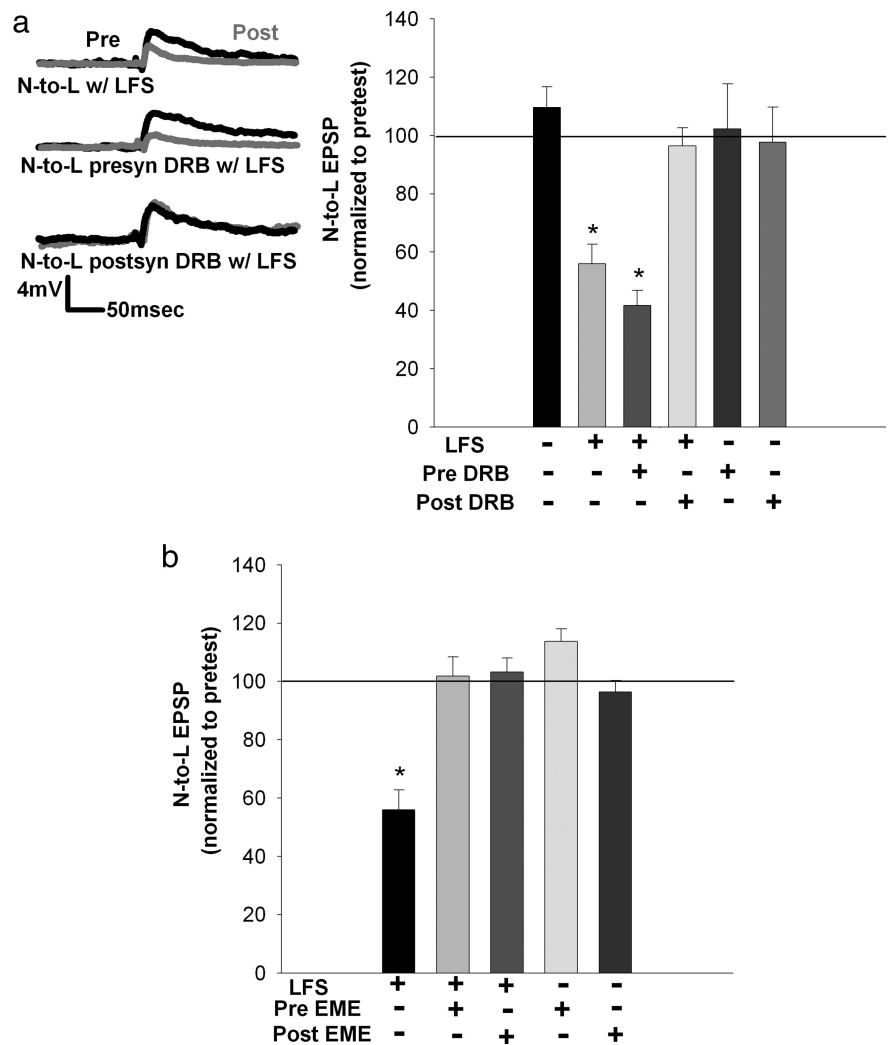 a
Pre Post
N-to-L w/ LFS
N-to-L presyn DRB w/ LFS
N-to-L postsyn DRB w/ LFS
4mV
50msec
N-to-L EPSP
(normalized to pretest)
140
120
100
80
60
40
20
0
* *
LFS - + + + - -
Pre DRB - - + - + -
Post DRB - - - + - +
b
N-to-L EPSP
(normalized to pretest)
140
120
100
80
60
40
20
0
*
LFS + + + - -
Pre EME - + - + -
Post EME - - + - +